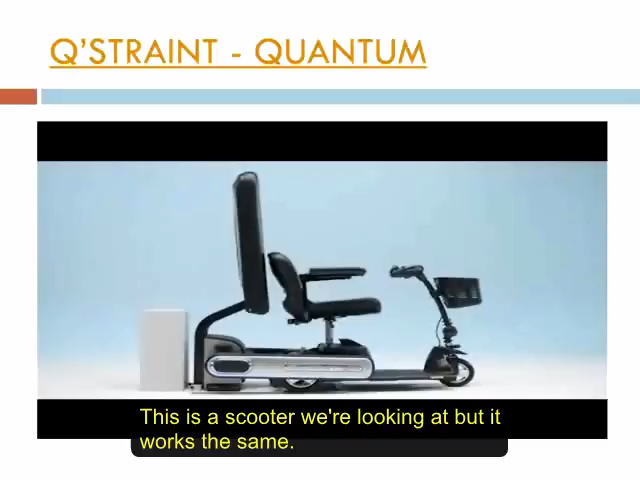 Q'STRAINT - QUANTUM
This is a scooter we're looking at but it
works the same.